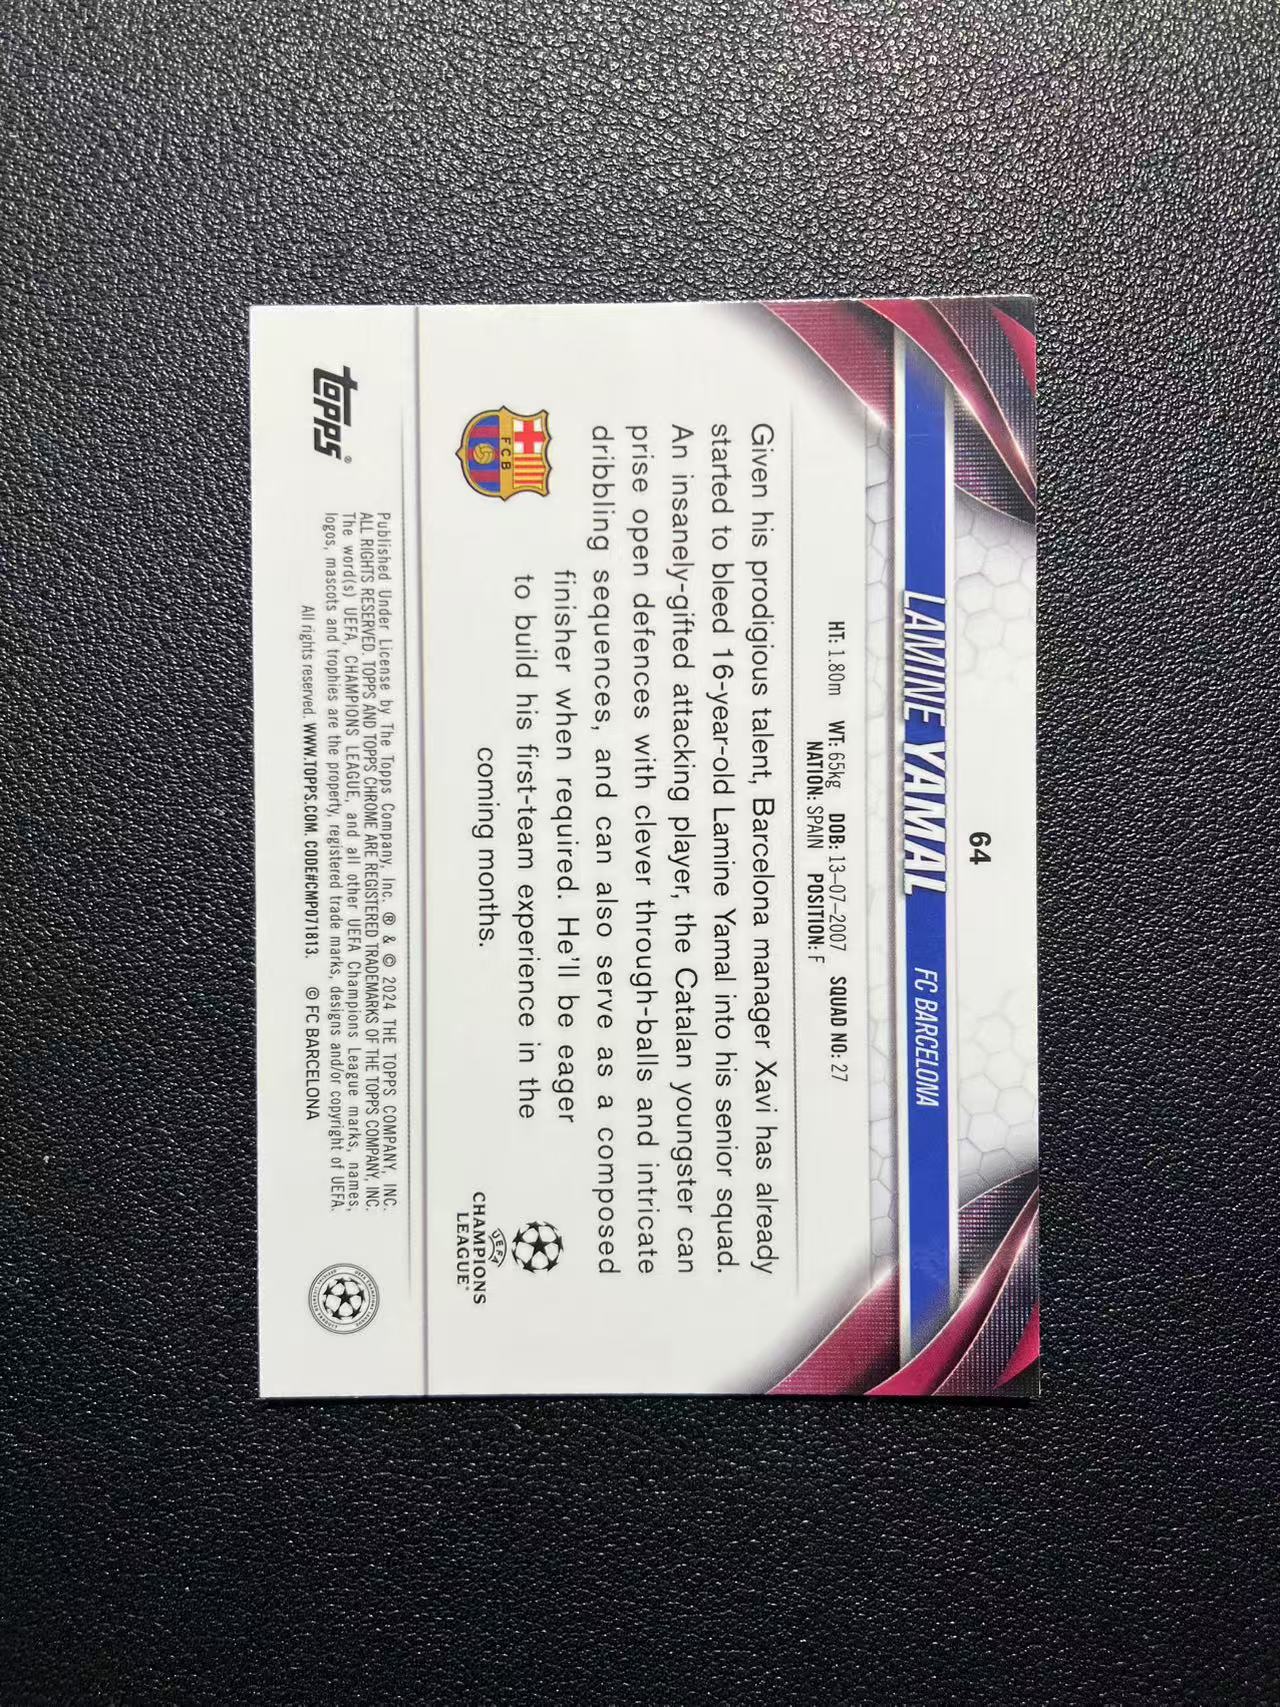 64
LAMINE YAMAL FC BARCELONA
HT: 1.80m WT: 65kg DOB: 13-07-2007 SQUAD NO: 27
NATION: SPAIN POSITION: F
Given his prodigious talent, Barcelona manager Xavi has already
started to bleed 16-year-old Lamine Yamal into his senior squad.
An insanely-gifted attacking player, the Catalan youngster can
prise open defences with clever through-balls and intricate
dribbling sequences, and can also serve as a composed
finisher when required. He'll be eager
to build his first-team experience in the
coming months.
FCB
UEFA
CHAMPIONS
LEAGUE
topps®
Published Under License by The Topps Company, Inc. ® & © 2024 THE TOPPS COMPANY, INC.
ALL RIGHTS RESERVED. TOPPS AND TOPPS CHROME ARE REGISTERED TRADEMARKS OF THE TOPPS COMPANY, INC.
The word(s) UEFA, CHAMPIONS LEAGUE, and all other UEFA Champions League marks, names,
logos, mascots and trophies are the property, registered trade marks, designs and/or copyright of UEFA.
All rights reserved. WWW.TOPPS.COM. CODE#CMP071813. © FC BARCELONA